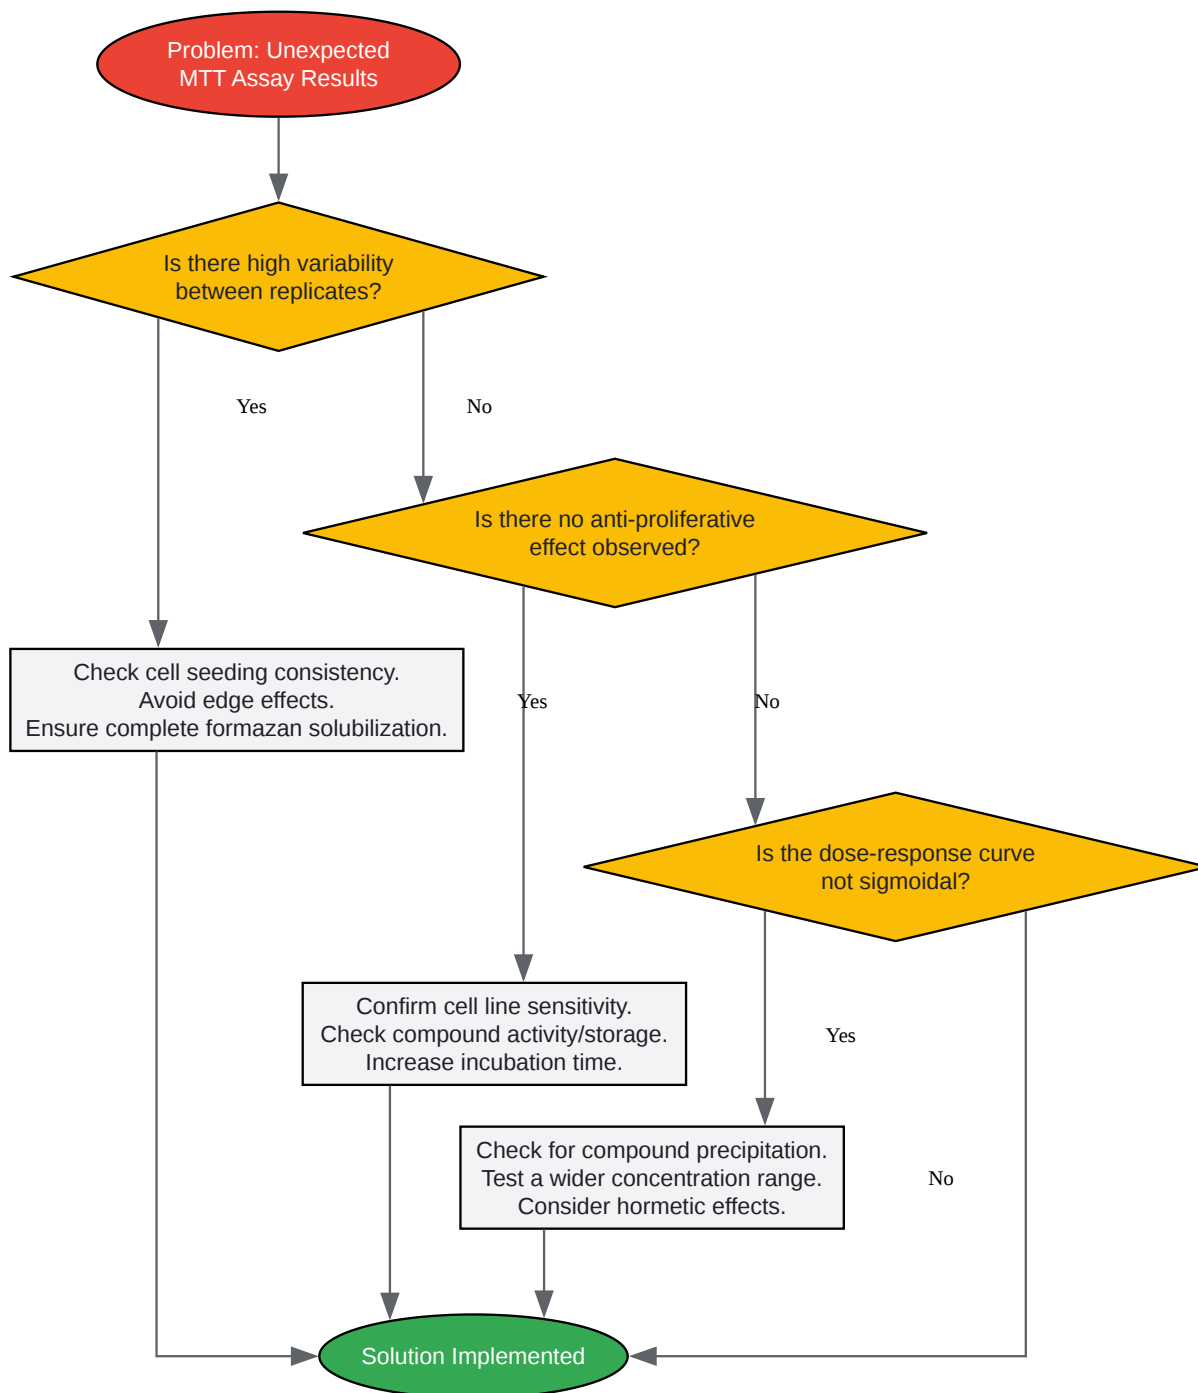 Problem: Unexpected
MTT Assay Results
Is there high variability
between replicates?
Yes
No
Is there no anti-proliferative
effect observed?
Check cell seeding consistency.
Avoid edge effects.
Ensure complete formazan solubilization.
Yes
No
Is the dose-response curve
not sigmoidal?
Confirm cell line sensitivity.
Check compound activity/storage.
Increase incubation time.
Yes
Check for compound precipitation.
Test a wider concentration range.
Consider hormetic effects.
No
Solution Implemented